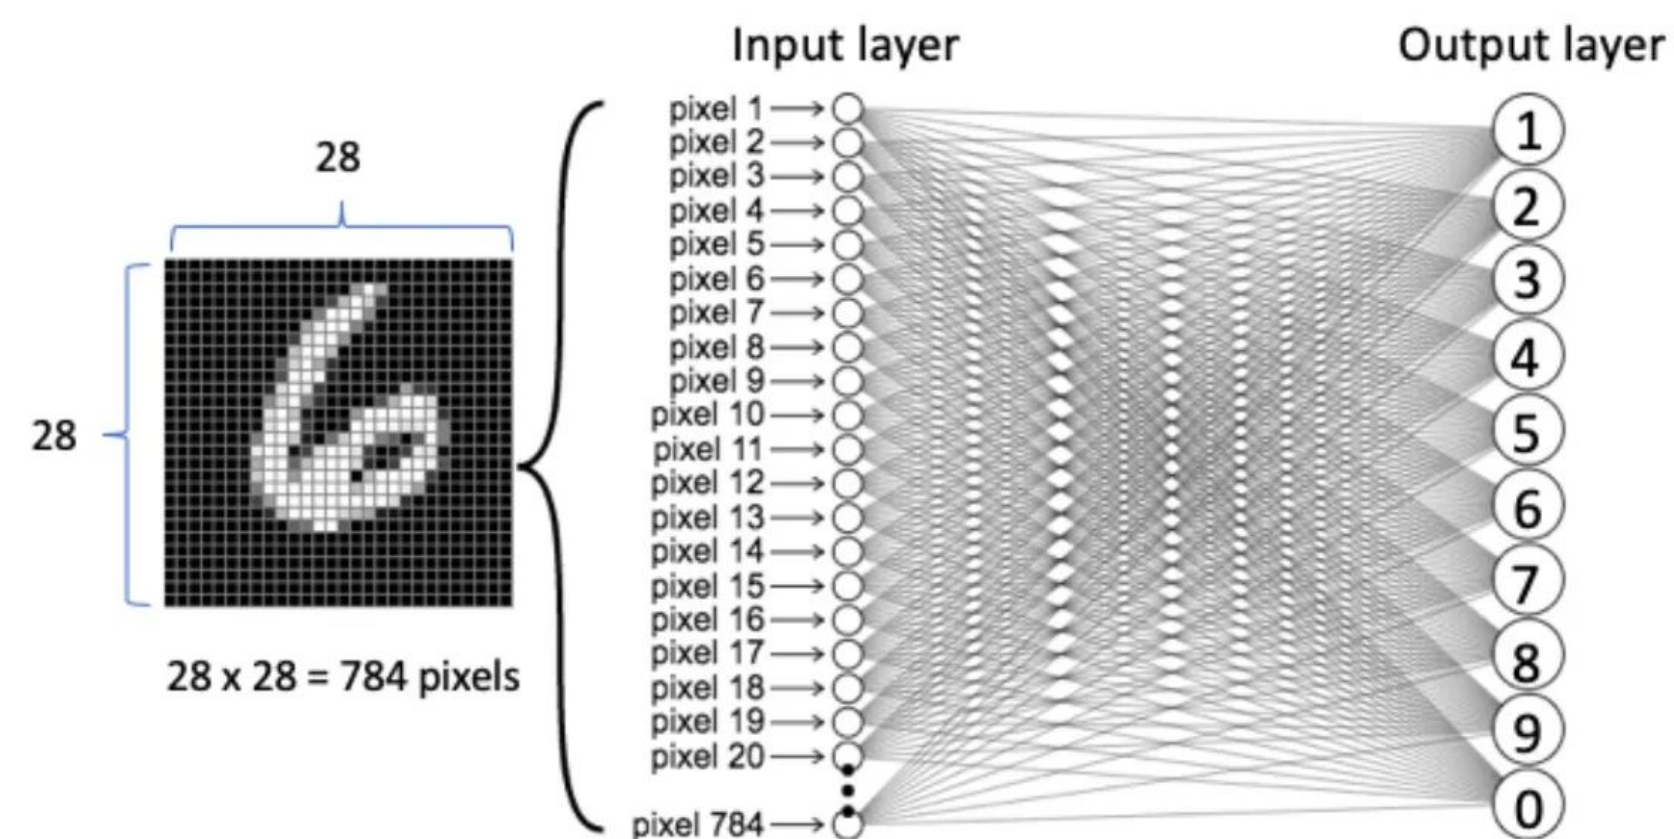 Input layer
Output layer
28
28
28 x 28 = 784 pixels
pixel 1
pixel 2
pixel 3
pixel 4
pixel 5
pixel 6
pixel 7
pixel 8
pixel 9
pixel 10
pixel 11
pixel 12
pixel 13
pixel 14
pixel 15
pixel 16
pixel 17
pixel 18
pixel 19
pixel 20
pixel 784
1
2
3
4
5
6
7
8
9
0